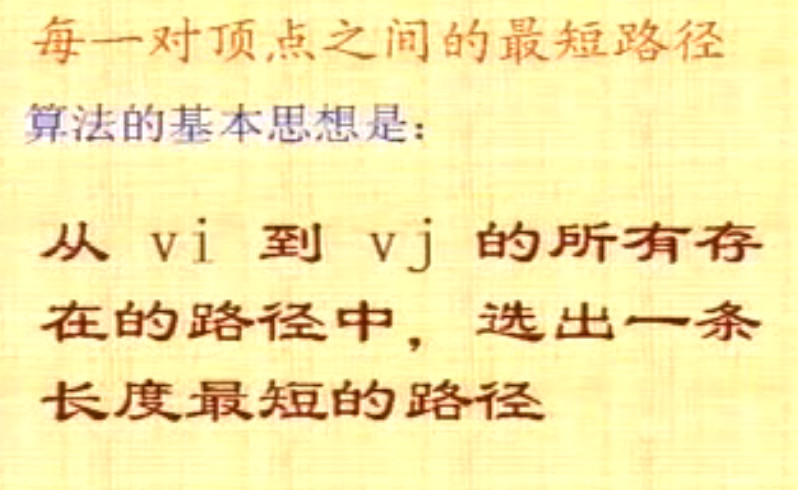 每一对顶点之间的最短路径
算法的基本思想是：
从 vi 到 vj 的所有存
在的路径中，选出一条
长度最短的路径